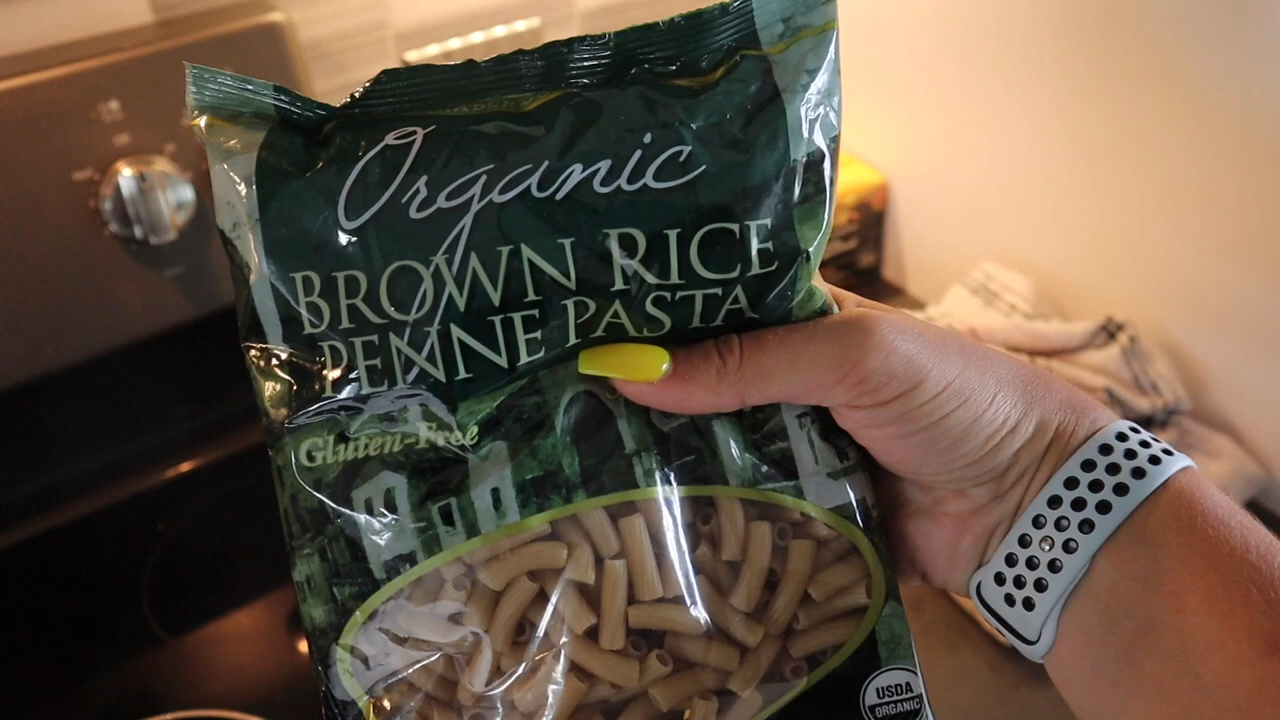 Organic
BROWN RICE
PENNE PASTA
Gluten-Free
USDA
ORGANIC